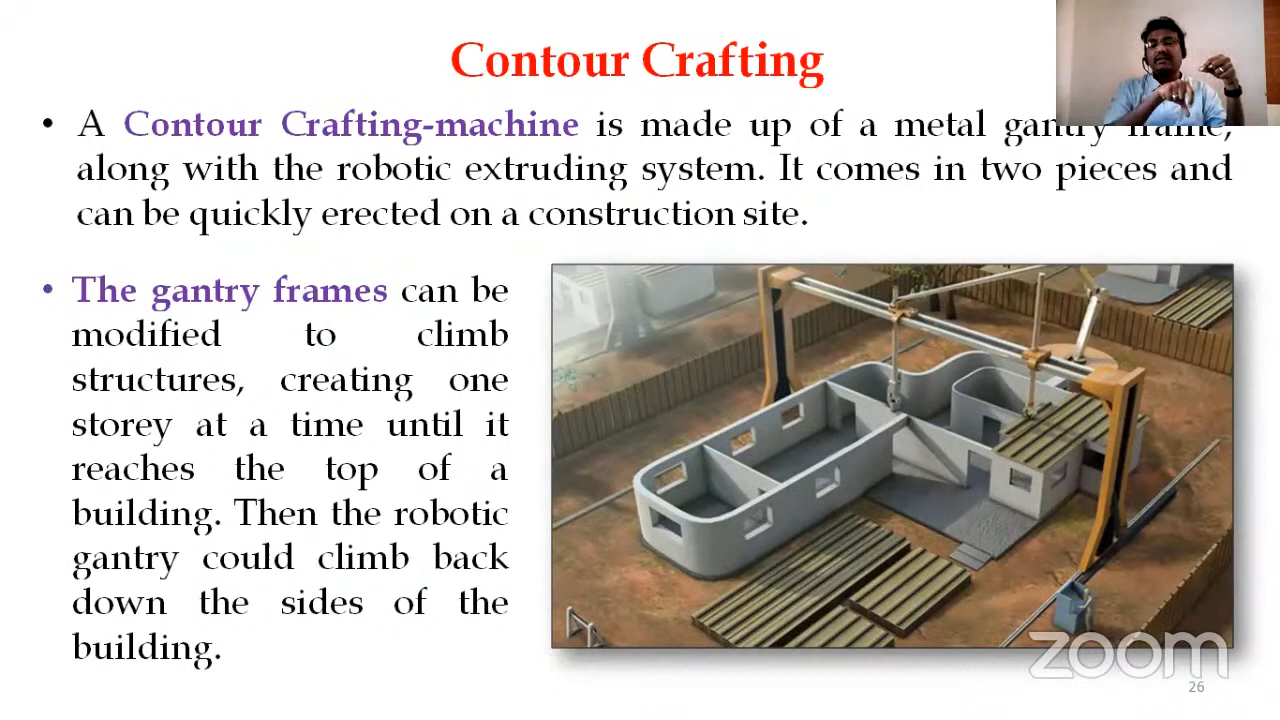 Contour Crafting
• A Contour Crafting-machine is made up of a metal gantry frame,
along with the robotic extruding system. It comes in two pieces and
can be quickly erected on a construction site.
• The gantry frames can be
modified to climb
structures, creating one
storey at a time until it
reaches the top of a
building. Then the robotic
gantry could climb back
down the sides of the
building.
zoom
26